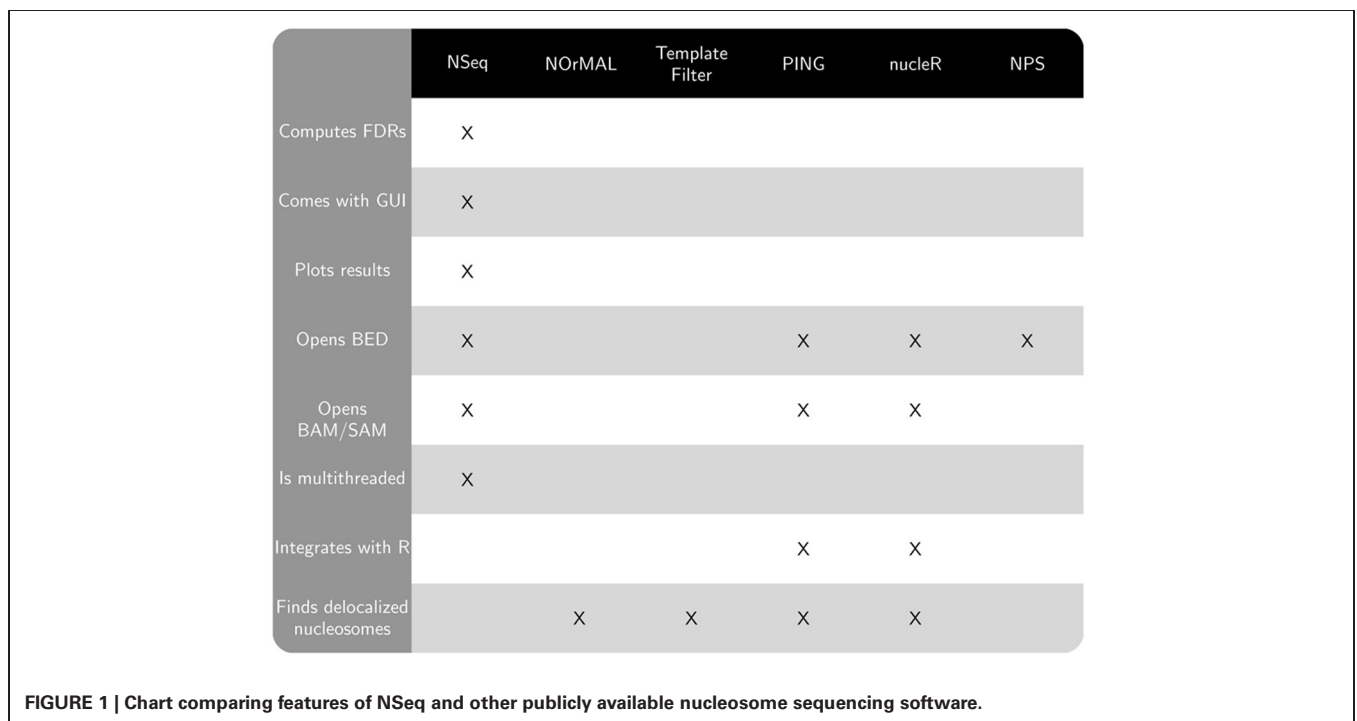 NSeq NOrMAL Template Filter PING nucleR NPS
Computes FDRs X
Comes with GUI X
Plots results X
Opens BED X X X X
Opens BAM/SAM X X X
Is multithreaded X
Integrates with R X X
Finds delocalized nucleosomes X X X X
FIGURE 1 | Chart comparing features of NSeq and other publicly available nucleosome sequencing software.